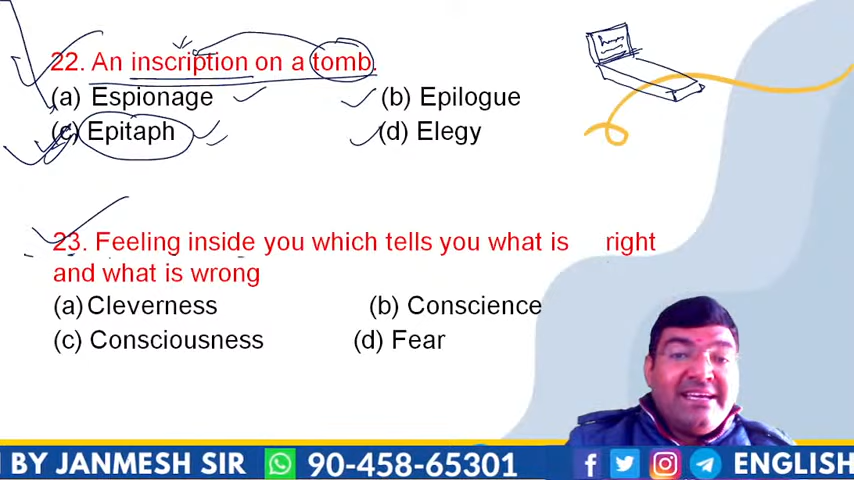 22. An inscription on a tomb.
(a) Espionage (b) Epilogue
(c) Epitaph (d) Elegy
23. Feeling inside you which tells you what is right
and what is wrong
(a) Cleverness (b) Conscience
(c) Consciousness (d) Fear
BY JANMESH SIR 90-458-65301 ENGLISH